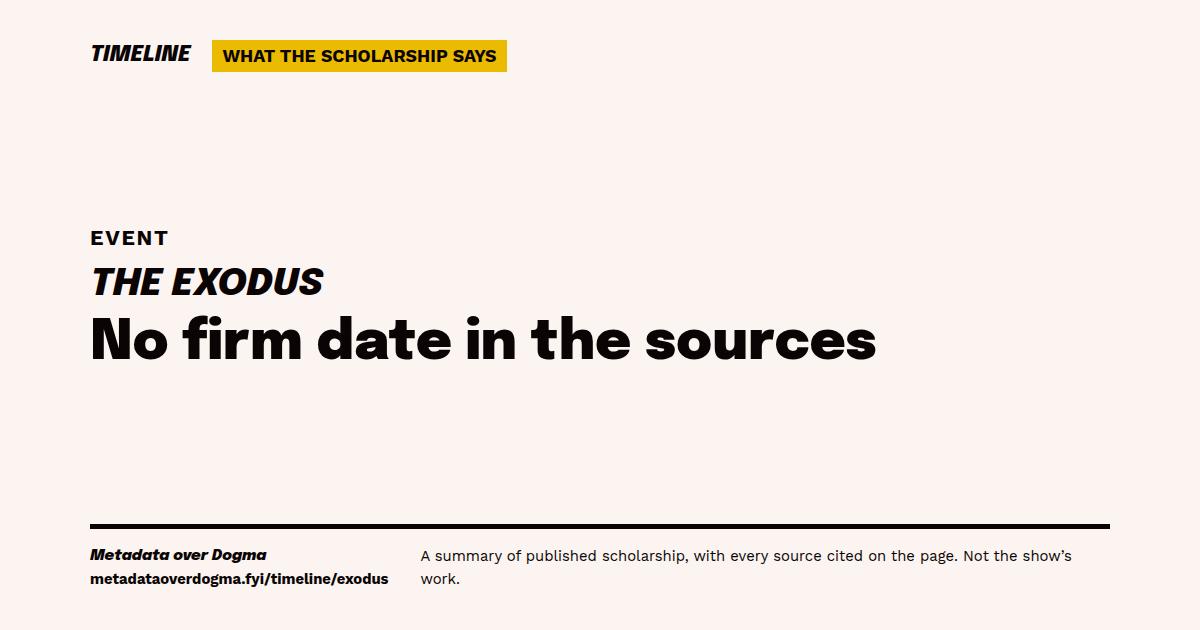 TIMELINE
WHAT THE SCHOLARSHIP SAYS
EVENT
THE EXODUS
No firm date in the sources
Metadata over Dogma
metadataoverdogma.fyi/timeline/exodus
A summary of published scholarship, with every source cited on the page. Not the show’s
work.